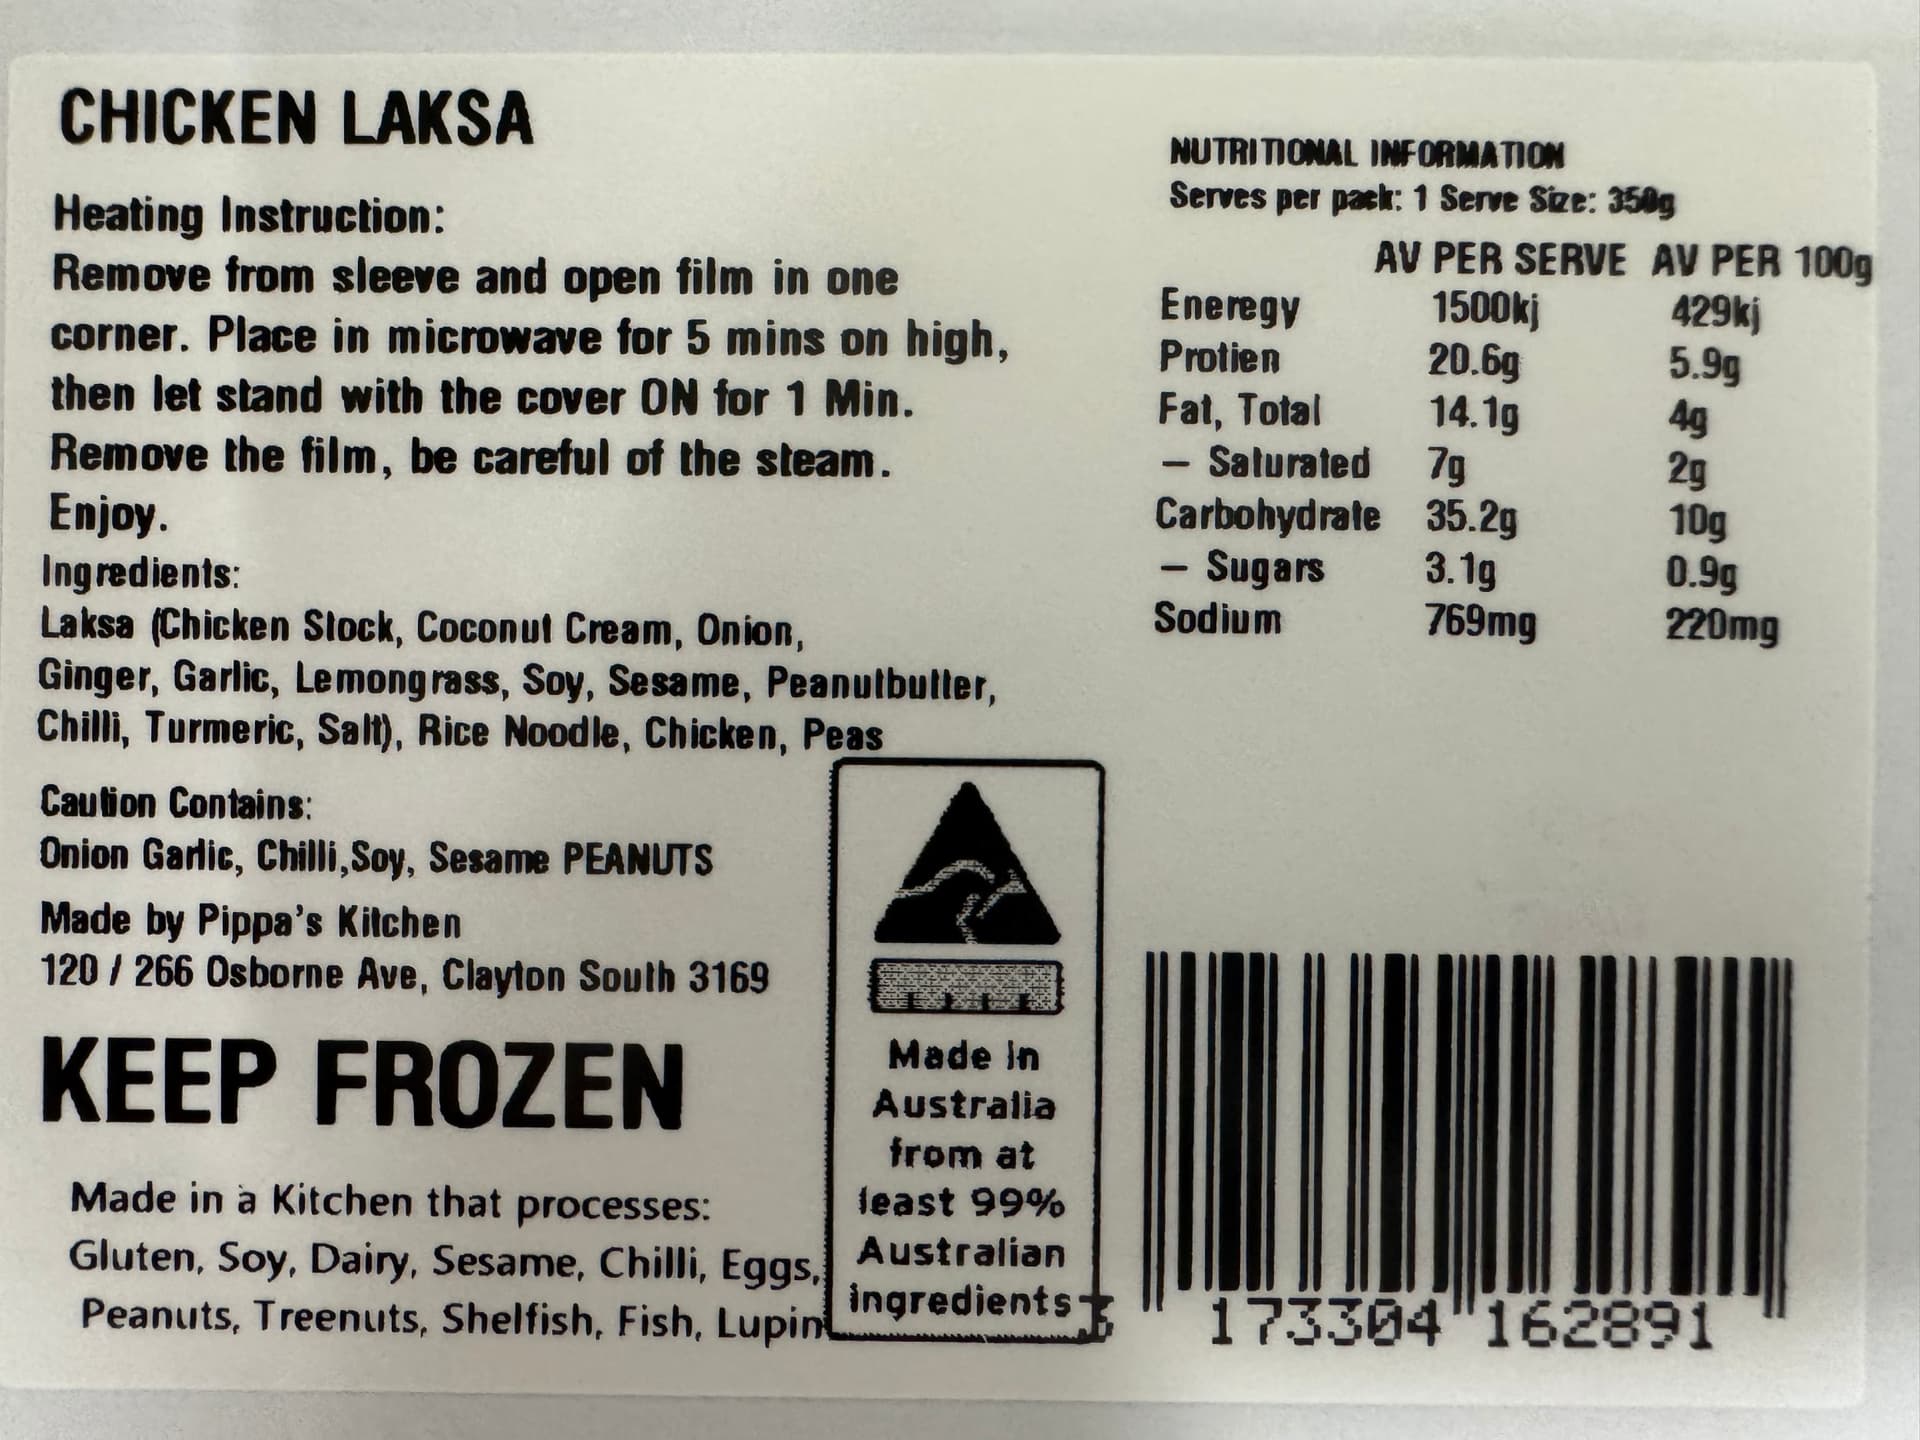 CHICKEN LAKSA
Heating Instruction:
Remove from sleeve and open film in one
corner. Place in microwave for 5 mins on high,
then let stand with the cover ON for 1 Min.
Remove the film, be careful of the steam.
Enjoy.
Ingredients:
Laksa (Chicken Stock, Coconut Cream, Onion,
Ginger, Garlic, Lemongrass, Soy, Sesame, Peanutbutter,
Chilli, Turmeric, Salt), Rice Noodle, Chicken, Peas
Caution Contains:
Onion Garlic, Chilli,Soy, Sesame PEANUTS
Made by Pippa's Kitchen
120 / 266 Osborne Ave, Clayton South 3169
KEEP FROZEN
Made in a Kitchen that processes:
Gluten, Soy, Dairy, Sesame, Chilli, Eggs,
Peanuts, Treenuts, Shelfish, Fish, Lupin
Made in
Australia
from at
least 99%
Australian
ingredients
NUTRITIONAL INFORMATION
Serves per pack: 1 Serve Size: 350g
AV PER SERVE AV PER 100g
Eneregy 1500kj 429kj
Protien 20.6g 5.9g
Fat, Total 14.1g 4g
– Saturated 7g 2g
Carbohydrate 35.2g 10g
– Sugars 3.1g 0.9g
Sodium 769mg 220mg
3 173304 162891